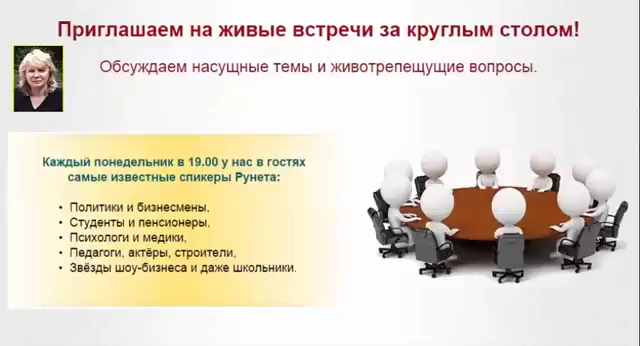 Приглашаем на живые встречи за круглым столом!
Обсуждаем насущные темы и животрепещущие вопросы.
Каждый понедельник в 19.00 у нас в гостях
самые известные спикеры Рунета:
• Политики и бизнесмены,
• Студенты и пенсионеры,
• Психологи и медики,
• Педагоги, актёры, строители,
• Звёзды шоу-бизнеса и даже школьники.